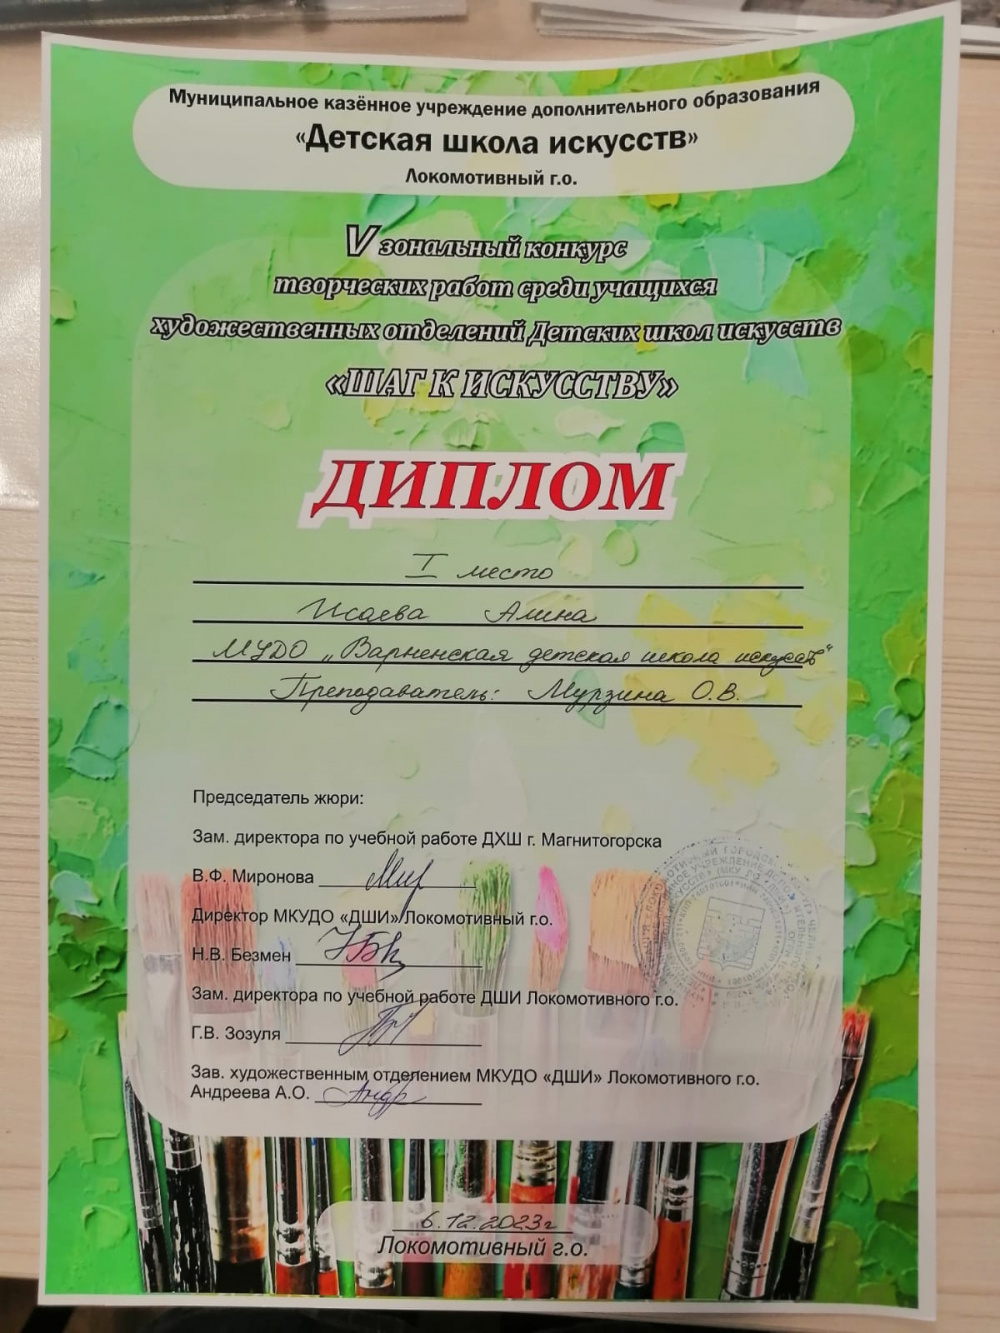 Муниципальное казённое учреждение дополнительного образования
«Детская школа искусств»
Локомотивный г.о.
V зональный конкурс
творческих работ среди учащихся
художественных отделений Детских школ искусств
«ШАГ К ИСКУССТВУ»
ДИПЛОМ
I место
Исаева Алина
МУДО „Варненская детская школа искусств"
Преподаватель: Мурзина О.В.
Председатель жюри:
Зам. директора по учебной работе ДХШ г. Магнитогорска
В.Ф. Миронова
Директор МКУДО «ДШИ» Локомотивный г.о.
Н.В. Безмен
Зам. директора по учебной работе ДШИ Локомотивного г.о.
Г.В. Зозуля
Зав. художественным отделением МКУДО «ДШИ» Локомотивного г.о.
Андреева А.О.
6.12.2023г
Локомотивный г.о.